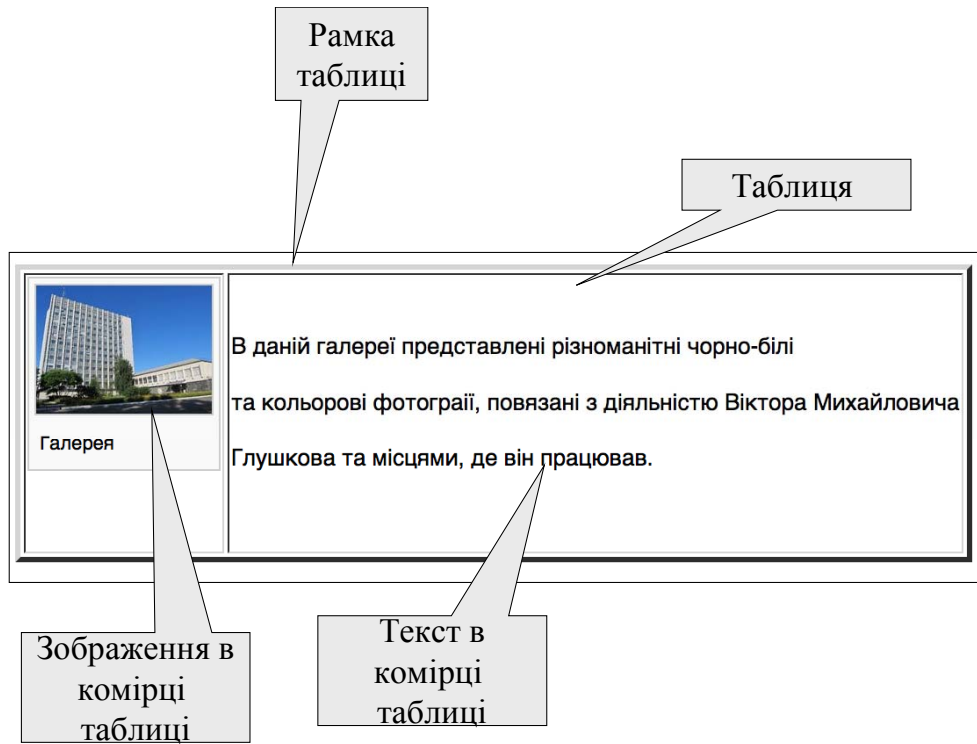 Рамка
таблиці
Таблиця
В даній галереї представлені різноманітні чорно-білі
та кольорові фотограії, повязані з діяльністю Віктора Михайловича
Глушкова та місцями, де він працював.
Галерея
Зображення в
комірці
таблиці
Текст в
комірці
таблиці